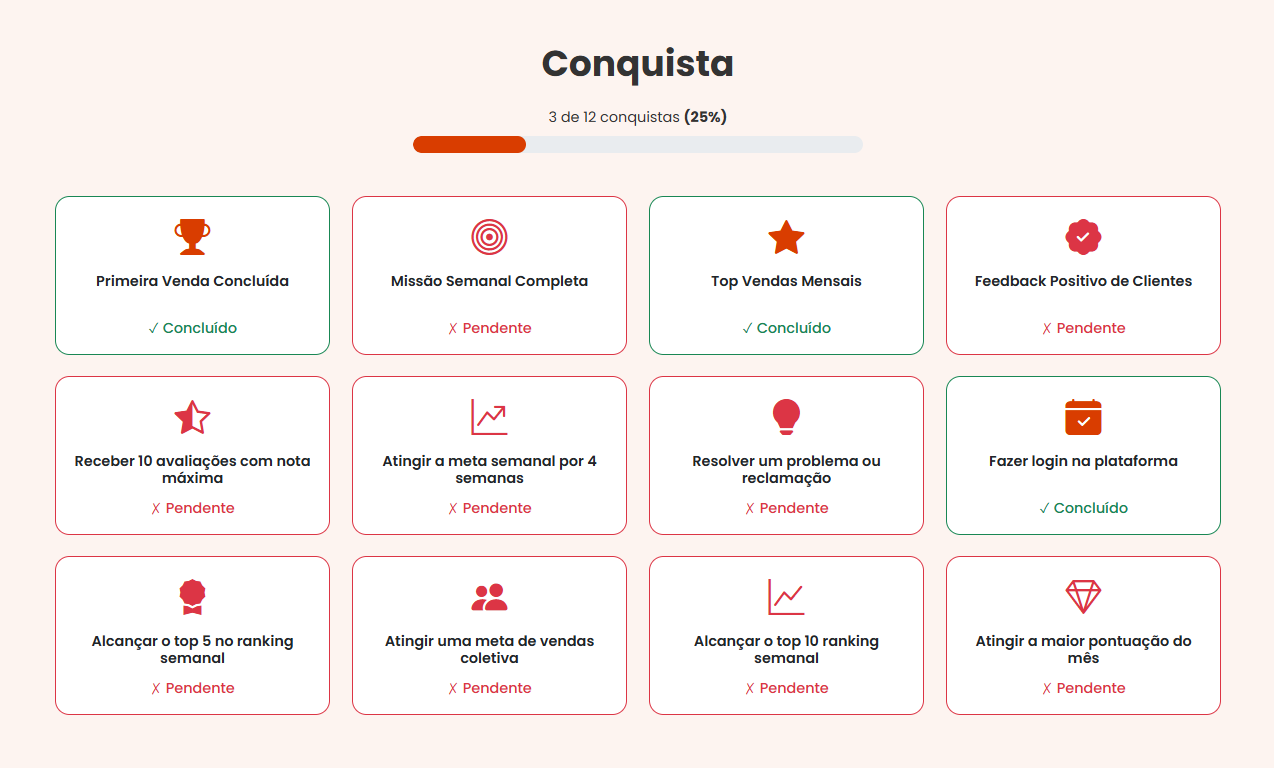 Conquista
3 de 12 conquistas (25%)
Primeira Venda Concluída
✓ Concluído
Missão Semanal Completa
✗ Pendente
Top Vendas Mensais
✓ Concluído
Feedback Positivo de Clientes
✗ Pendente
Receber 10 avaliações com nota
máxima
✗ Pendente
Atingir a meta semanal por 4
semanas
✗ Pendente
Resolver um problema ou
reclamação
✗ Pendente
Fazer login na plataforma
✓ Concluído
Alcançar o top 5 no ranking
semanal
✗ Pendente
Atingir uma meta de vendas
coletiva
✗ Pendente
Alcançar o top 10 ranking
semanal
✗ Pendente
Atingir a maior pontuação do
mês
✗ Pendente